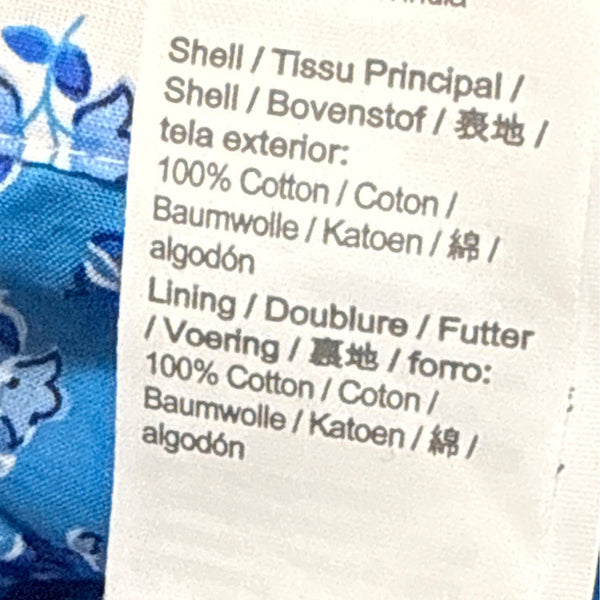 Shell / Tissu Principal /
Shell / Bovenstof / 表地 /
tela exterior:
100% Cotton / Coton /
Baumwolle / Katoen / 綿 /
algodón
Lining / Doublure / Futter
/ Voering / 裏地 / forro:
100% Cotton / Coton /
Baumwolle / Katoen / 綿 /
algodón